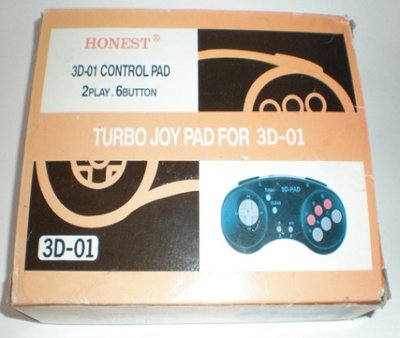 HONEST®
3D-01 CONTROL PAD
2PLAY. 6BUTTON
TURBO JOY PAD FOR 3D-01
3D-PAD
3D-01